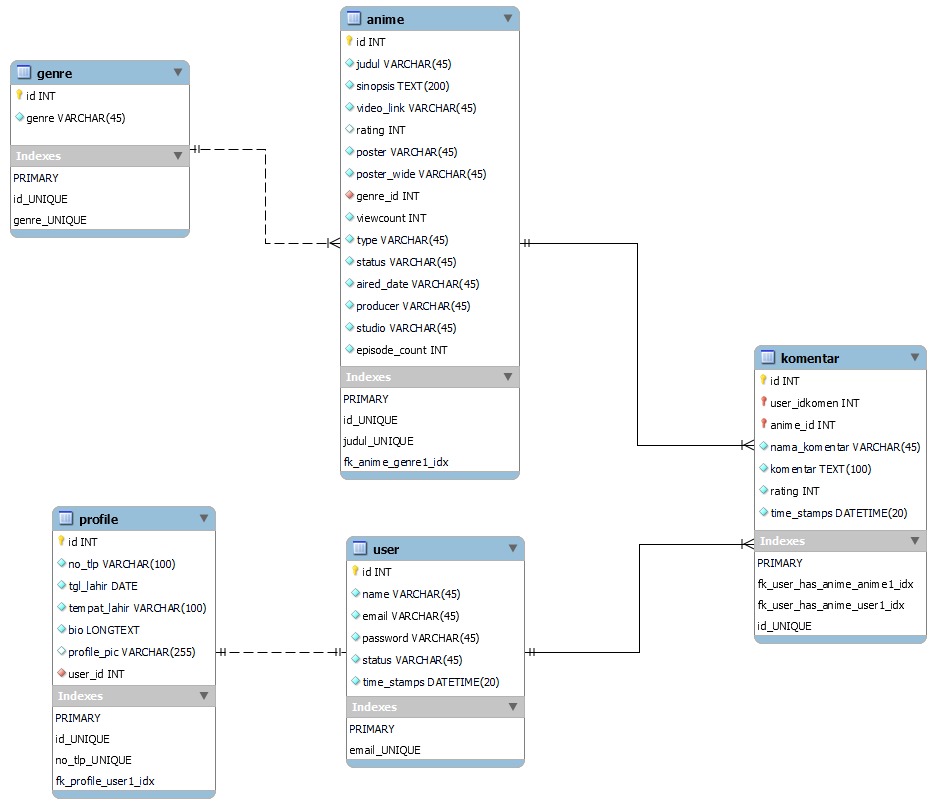 genre
id INT
genre VARCHAR(45)
Indexes
PRIMARY
id_UNIQUE
genre_UNIQUE
anime
id INT
judul VARCHAR(45)
sinopsis TEXT(200)
video_link VARCHAR(45)
rating INT
poster VARCHAR(45)
poster_wide VARCHAR(45)
genre_id INT
viewcount INT
type VARCHAR(45)
status VARCHAR(45)
aired_date VARCHAR(45)
producer VARCHAR(45)
studio VARCHAR(45)
episode_count INT
Indexes
PRIMARY
id_UNIQUE
judul_UNIQUE
fk_anime_genre1_idx
komentar
id INT
user_idkomen INT
anime_id INT
nama_komentar VARCHAR(45)
komentar TEXT(100)
rating INT
time_stamps DATETIME(20)
Indexes
PRIMARY
fk_user_has_anime_anime1_idx
fk_user_has_anime_user1_idx
id_UNIQUE
profile
id INT
no_tlp VARCHAR(100)
tgl_lahir DATE
tempat_lahir VARCHAR(100)
bio LONGTEXT
profile_pic VARCHAR(255)
user_id INT
Indexes
PRIMARY
id_UNIQUE
no_tlp_UNIQUE
fk_profile_user1_idx
user
id INT
name VARCHAR(45)
email VARCHAR(45)
password VARCHAR(45)
status VARCHAR(45)
time_stamps DATETIME(20)
Indexes
PRIMARY
email_UNIQUE